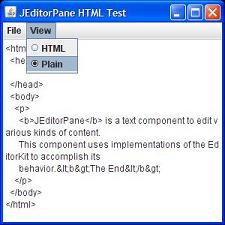 JEditorPane HTML Test
File View
<htm
HTML
<he
Plain
</head>
<body>
<p>
<b>JEditorPane</b> is a text component to edit v
arious kinds of content.
This component uses implementations of the Ed
itorKit to accomplish its
behavior.&lt;b&gt;The End&lt;/b&gt;
</p>
</body>
</html>